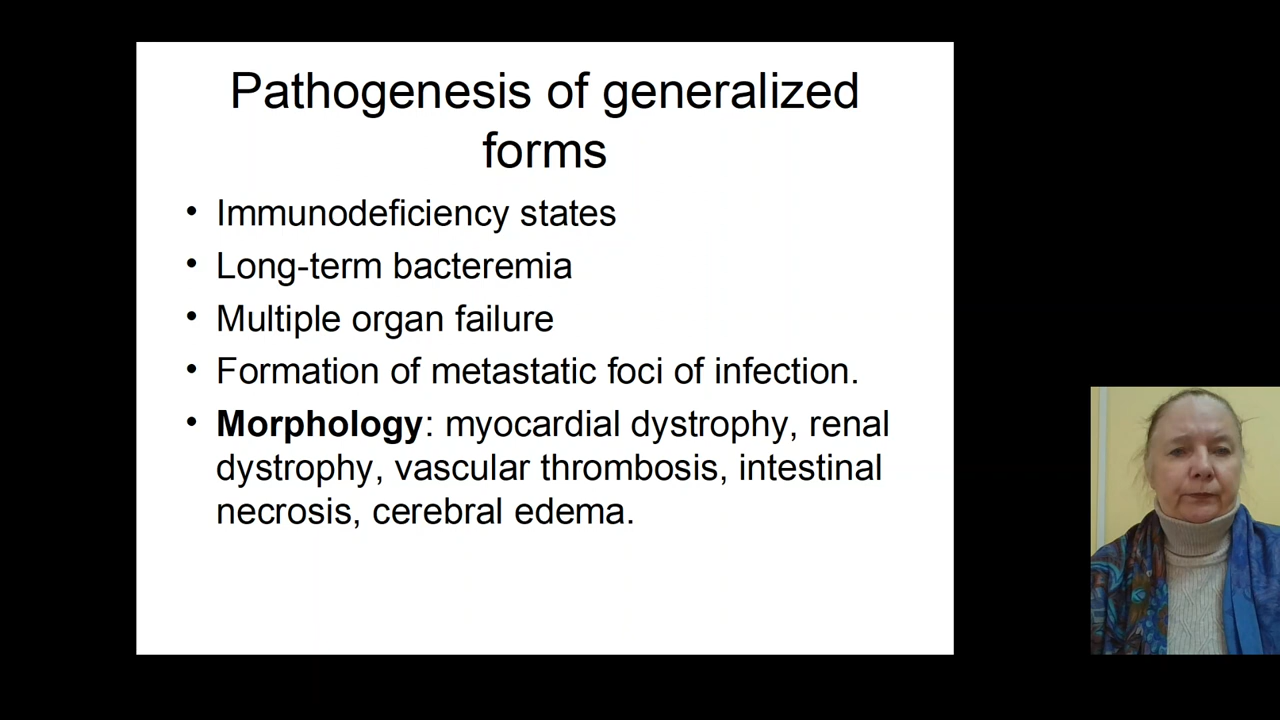 Pathogenesis of generalized
forms
• Immunodeficiency states
• Long-term bacteremia
• Multiple organ failure
• Formation of metastatic foci of infection.
• Morphology: myocardial dystrophy, renal
dystrophy, vascular thrombosis, intestinal
necrosis, cerebral edema.